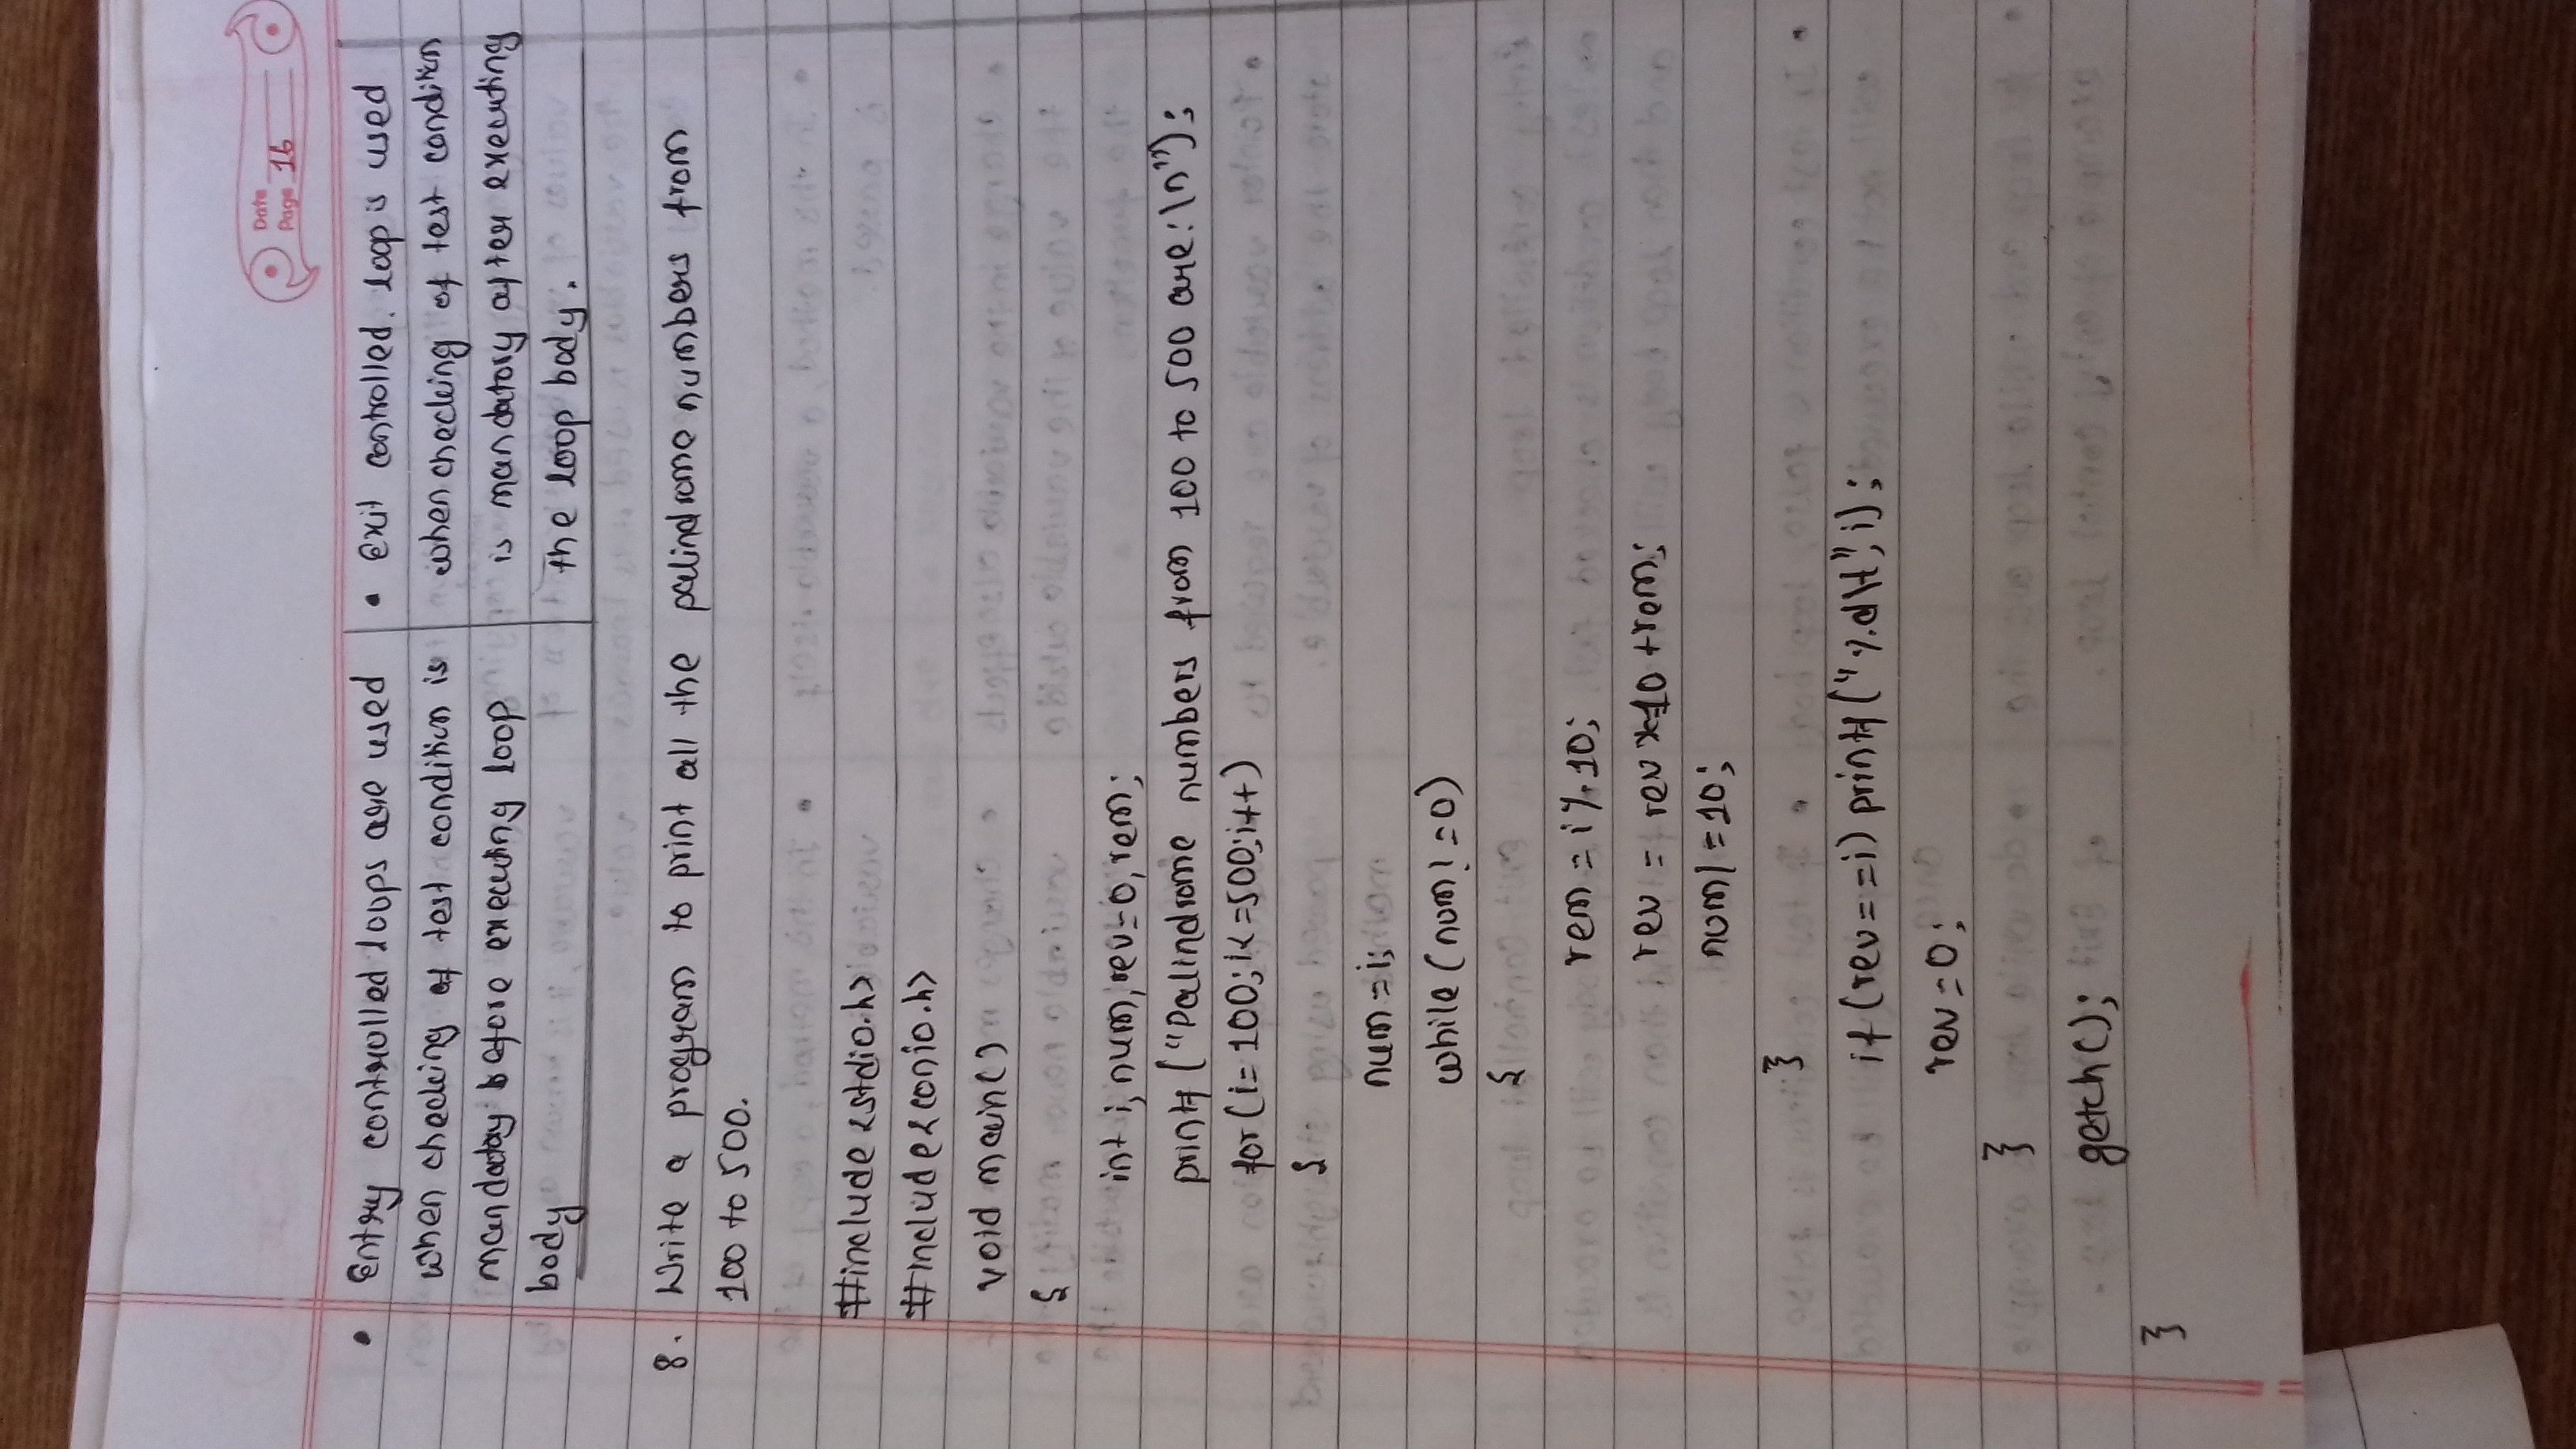 Date
Page 16
• Entry controlled loops are used
when checking of test condition is
mandatory before executing loop
body
• Exit controlled. loop is used
when checking of test condition
is mandatory after executing
the loop body.
8. Write a program to print all the palindrome numbers from
100 to 500.
#include <stdio.h>
#include<conio.h>
void main()
{
int i, num, rev=0, rem;
printf ("Palindrome numbers from 100 to 500 are:\n");
for (i=100; i<=500; i++)
{
num = i;
while (num! =0)
{
rem = i%10;
rev = rev*10 +rem;
num/=10;
}
if (rev==i) printf ("%d\t", i);
rev=0;
}
getch();
}